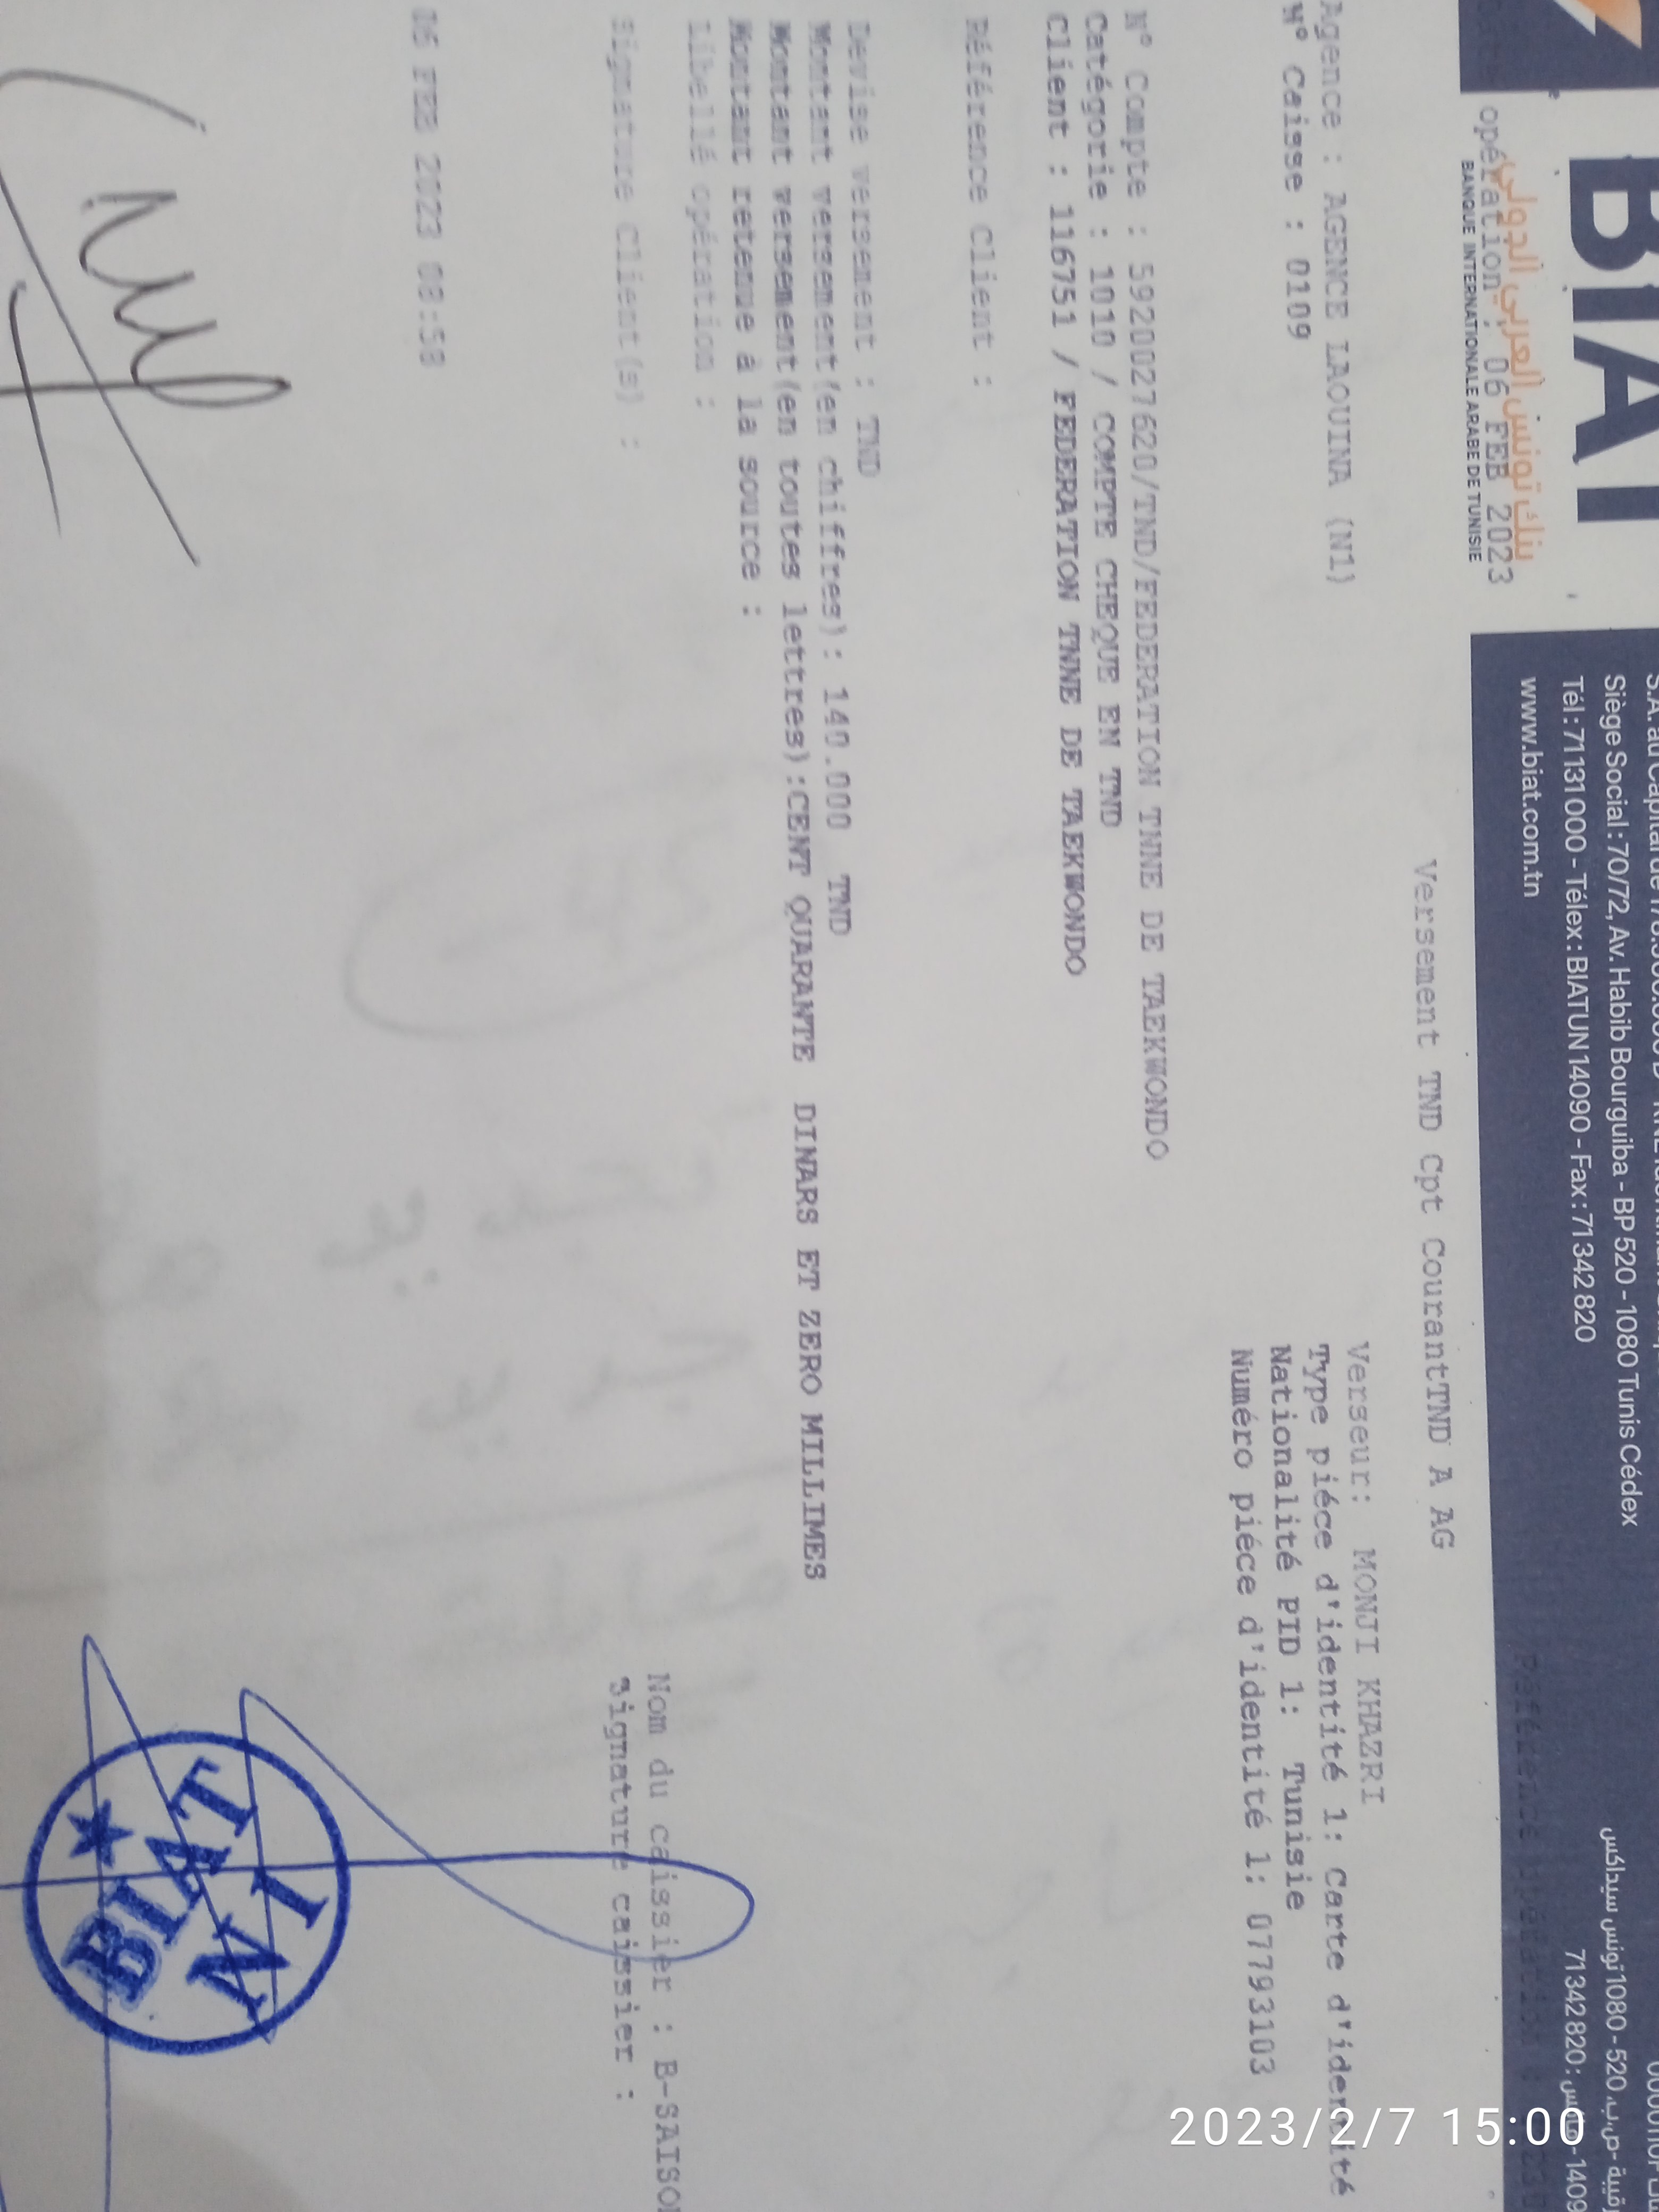 BIAT
بنك تونس العربي الدولي
BANQUE INTERNATIONALE ARABE DE TUNISIE
Siège Social : 70/72, Av. Habib Bourguiba - BP 520 - 1080 Tunis Cédex
Tél : 71 131 000 - Télex : BIATUN 14090 - Fax : 71 342 820
www.biat.com.tn
opération : 06 FEB 2023
Versement TND Cpt CourantTND A AG
Agence : AGENCE LAOUINA (N1)
N° Caisse : 0109
Verseur: MONJI KHAZRI
Type piéce d'identité 1: Carte d'identité
Nationalité PID 1: Tunisie
Numéro piéce d'identité 1: 07793103
N° Compte : 5920027620/TND/FEDERATION TNNE DE TAEKWONDO
Catégorie : 1010 / COMPTE CHEQUE EN TND
Client : 116751 / FEDERATION TNNE DE TAEKWONDO
Référence Client :
Devise versement : TND
Montant versement(en chiffres): 140.000 TND
Montant versement(en toutes lettres):CENT QUARANTE DINARS ET ZERO MILLIMES
Montant retenue à la source :
Libellé opération :
Nom du caissier : B-SAISO
Signature Client(s) :
Signature caissier :
06 FEB 2023 08:58
BIAT
N1
2023/2/7 15:00